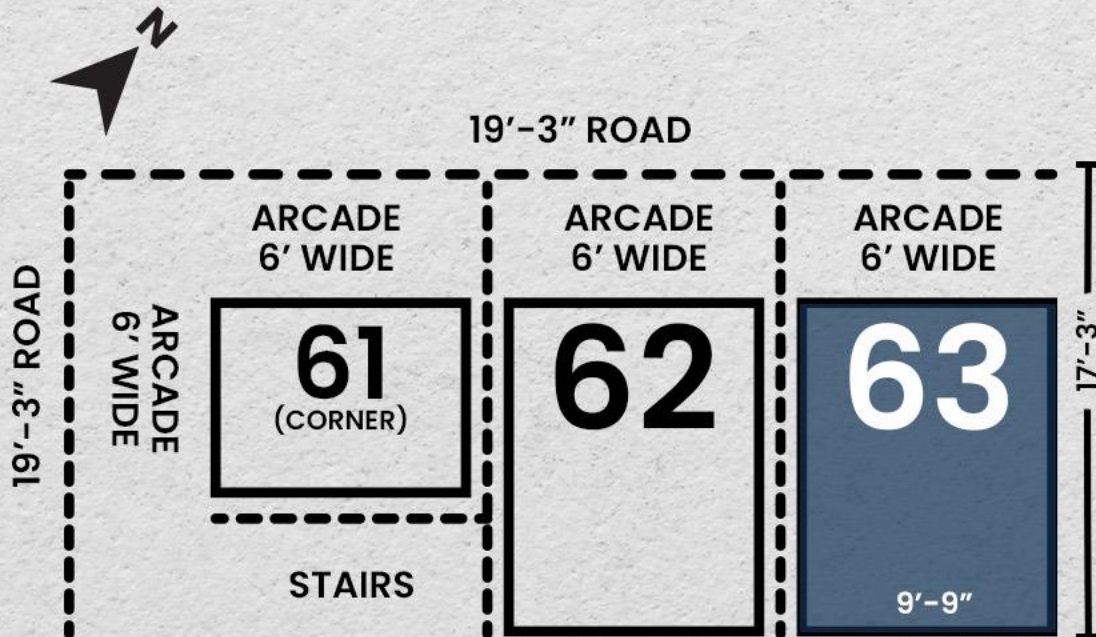 N
19’-3” ROAD
ARCADE
6’ WIDE
ARCADE
6’ WIDE
ARCADE
6’ WIDE
19’-3” ROAD
ARCADE
6’ WIDE
61
(CORNER)
62
63
17’-3”
STAIRS
9’-9”